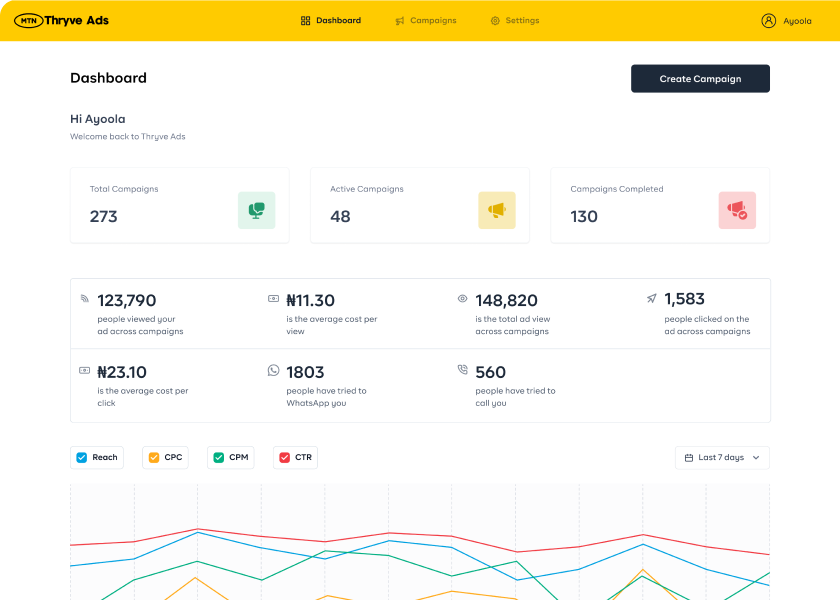 MTN Thryve Ads
Dashboard
Campaigns
Settings
Ayoola
Dashboard
Create Campaign
Hi Ayoola
Welcome back to Thryve Ads
Total Campaigns
273
Active Campaigns
48
Campaigns Completed
130
123,790
people viewed your
ad across campaigns
₦11.30
is the average cost per
view
148,820
is the total ad view
across campaigns
1,583
people clicked on the
ad across campaigns
₦23.10
is the average cost per
click
1803
people have tried to
WhatsApp you
560
people have tried to
call you
Reach
CPC
CPM
CTR
Last 7 days